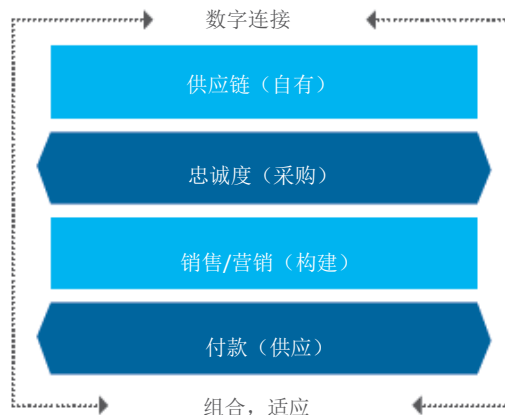 数字连接
供应链（自有）
忠诚度（采购）
销售/营销（构建）
付款（供应）
组合，适应